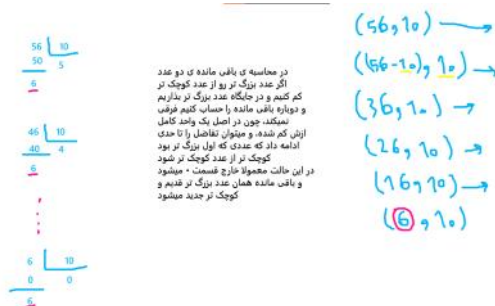 56 10
50 5
6
46 10
40 4
6
6 10
0 0
6
در محاسبه ی باقی مانده ی دو عدد
اگر عدد بزرگ تر رو از عدد کوچک تر
کم کنیم و در جایگاه عدد بزرگ تر بذاریم
و دوباره باقی مانده را حساب کنیم فرقی
نمیکند، چون در اصل یک واحد کامل
ازش کم شده. و میتوان تفاضل را تا حدی
ادامه داد که عددی که اول بزرگ تر بود
کوچک تر از عدد کوچک تر شود
در این حالت معمولا خارج قسمت ۰ میشود
و باقی مانده همان عدد بزرگ تر قدیم و
کوچک تر جدید میشود
(56, 10) →
((56-10), 10) →
(36, 10) →
(26, 10) →
(16, 10) →
(6, 10)